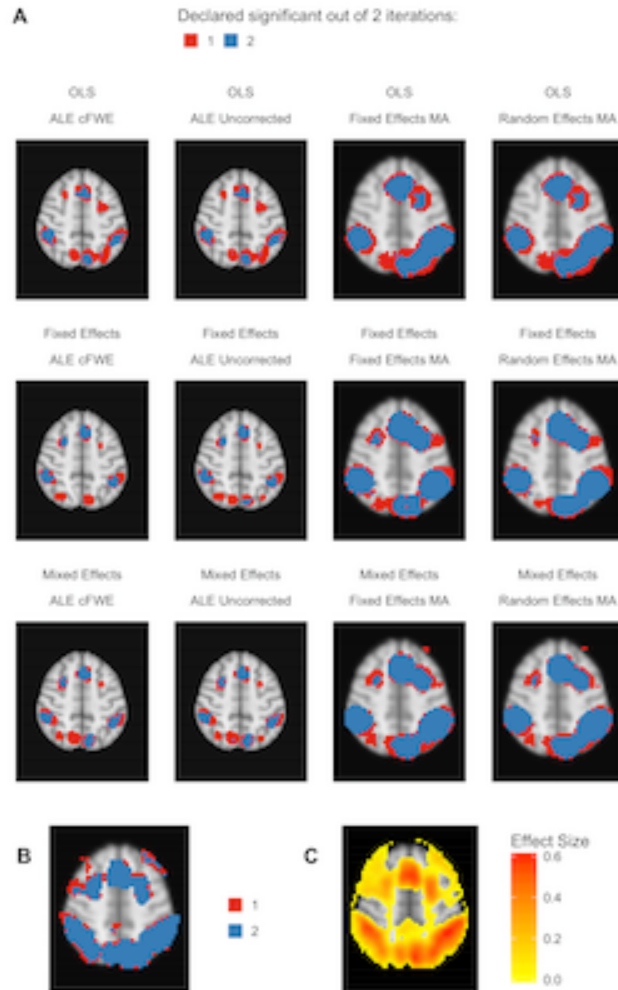 A
Declared significant out of 2 iterations:
1 2
OLS OLS OLS OLS
ALE cFWE ALE Uncorrected Fixed Effects MA Random Effects MA
Fixed Effects Fixed Effects Fixed Effects Fixed Effects
ALE cFWE ALE Uncorrected Fixed Effects MA Random Effects MA
Mixed Effects Mixed Effects Mixed Effects Mixed Effects
ALE cFWE ALE Uncorrected Fixed Effects MA Random Effects MA
B
1
2
C
Effect Size
0.6
0.4
0.2
0.0